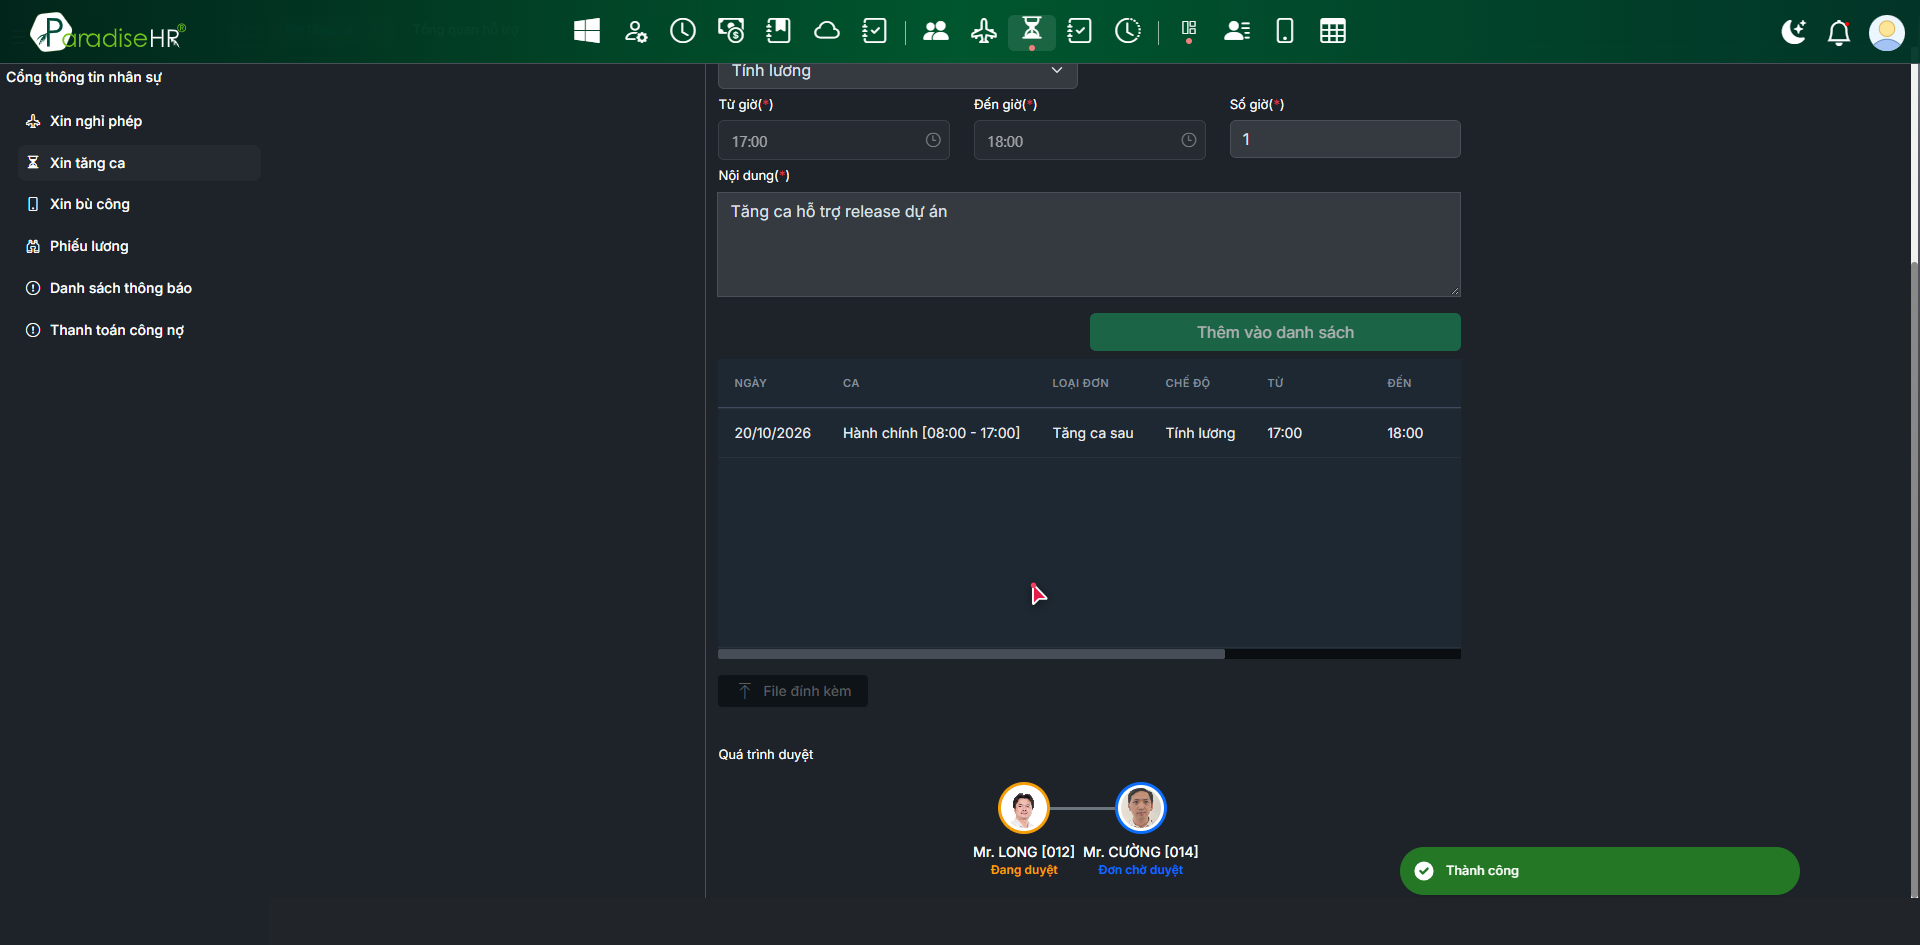 ParadiseHR®
Cổng thông tin nhân sự
Xin nghỉ phép
Xin tăng ca
Xin bù công
Phiếu lương
Danh sách thông báo
Thanh toán công nợ
Tính lương
Từ giờ(*) Đến giờ(*) Số giờ(*)
17:00 18:00 1
Nội dung(*)
Tăng ca hỗ trợ release dự án
Thêm vào danh sách
NGÀY CA LOẠI ĐƠN CHẾ ĐỘ TỪ ĐẾN
20/10/2026 Hành chính [08:00 - 17:00] Tăng ca sau Tính lương 17:00 18:00
File đính kèm
Quá trình duyệt
Mr. LONG [012] Mr. CƯỜNG [014]
Đang duyệt Đơn chờ duyệt
Thành công